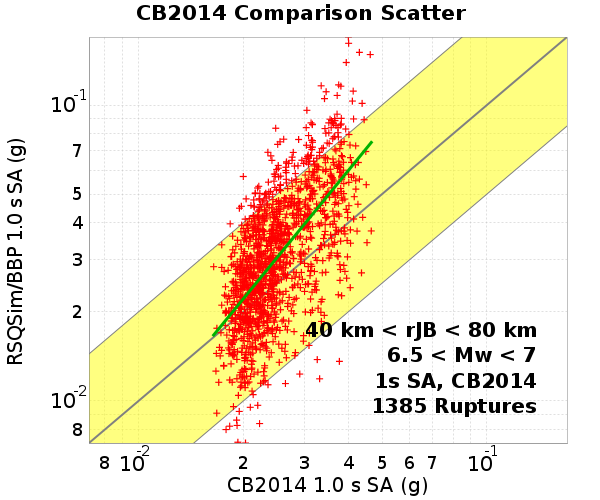 CB2014 Comparison Scatter
RSQSim/BBP 1.0 s SA (g)
10-1
7
5
4
3
2
10-2
8
40 km < rJB < 80 km
6.5 < Mw < 7
1s SA, CB2014
1385 Ruptures
8 10-2 2 3 4 5 6 7 10-1
CB2014 1.0 s SA (g)